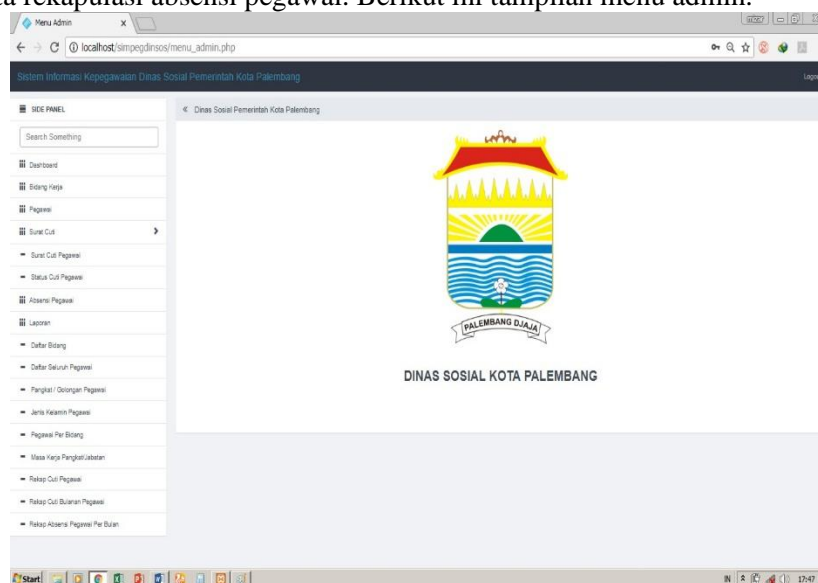 a rekapulasi absensi pegawai. Berikut ini tampilan menu admin.
Menu Admin
localhost/simpegdinsos/menu_admin.php
Sistem Informasi Kepegawaian Dinas Sosial Pemerintah Kota Palembang
SIDE PANEL
Dinas Sosial Pemerintah Kota Palembang
Search Something
Dashboard
Bidang Kerja
Pegawai
Surat Cuti
Surat Cuti Pegawai
Status Cuti Pegawai
Absensi Pegawai
Laporan
Daftar Bidang
Daftar Seluruh Pegawai
Pangkat / Golongan Pegawai
Jenis Kelamin Pegawai
Pegawai Per Bidang
Masa Kerja Pangkat/Jabatan
Rekap Cuti Pegawai
Rekap Cuti Bulanan Pegawai
Rekap Absensi Pegawai Per Bulan
PALEMBANG DJAJA
DINAS SOSIAL KOTA PALEMBANG
Start
IN
17:47